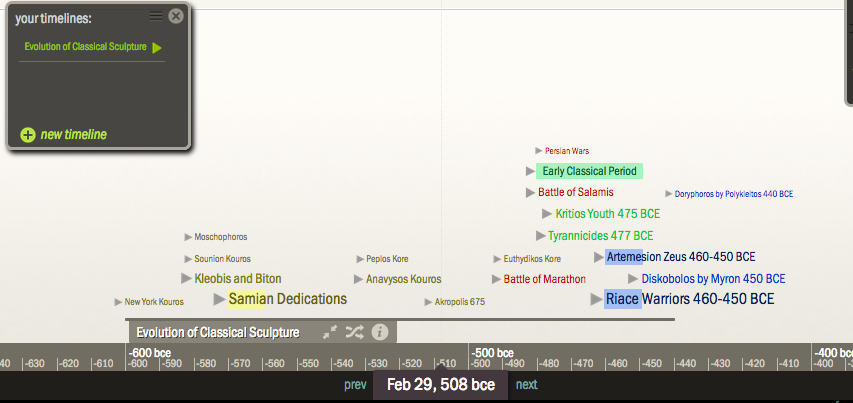 your timelines:
Evolution of Classical Sculpture
new timeline
Persian Wars
Early Classical Period
Battle of Salamis
Doryphoros by Polykleitos 440 BCE
Kritios Youth 475 BCE
Moschophoros
Tyrannicides 477 BCE
Sounion Kouros
Peplos Kore
Euthydikos Kore
Artemesion Zeus 460-450 BCE
Kleobis and Biton
Anavysos Kouros
Battle of Marathon
Diskobolos by Myron 450 BCE
New York Kouros
Samian Dedications
Akropolis 675
Riace Warriors 460-450 BCE
Evolution of Classical Sculpture
-600 bce -500 bce -400 bce
40 -630 -620 -610 -600 -590 -580 -570 -560 -550 -540 -530 -520 -510 -500 -490 -480 -470 -460 -450 -440 -430 -420 -410 -400
prev Feb 29, 508 bce next